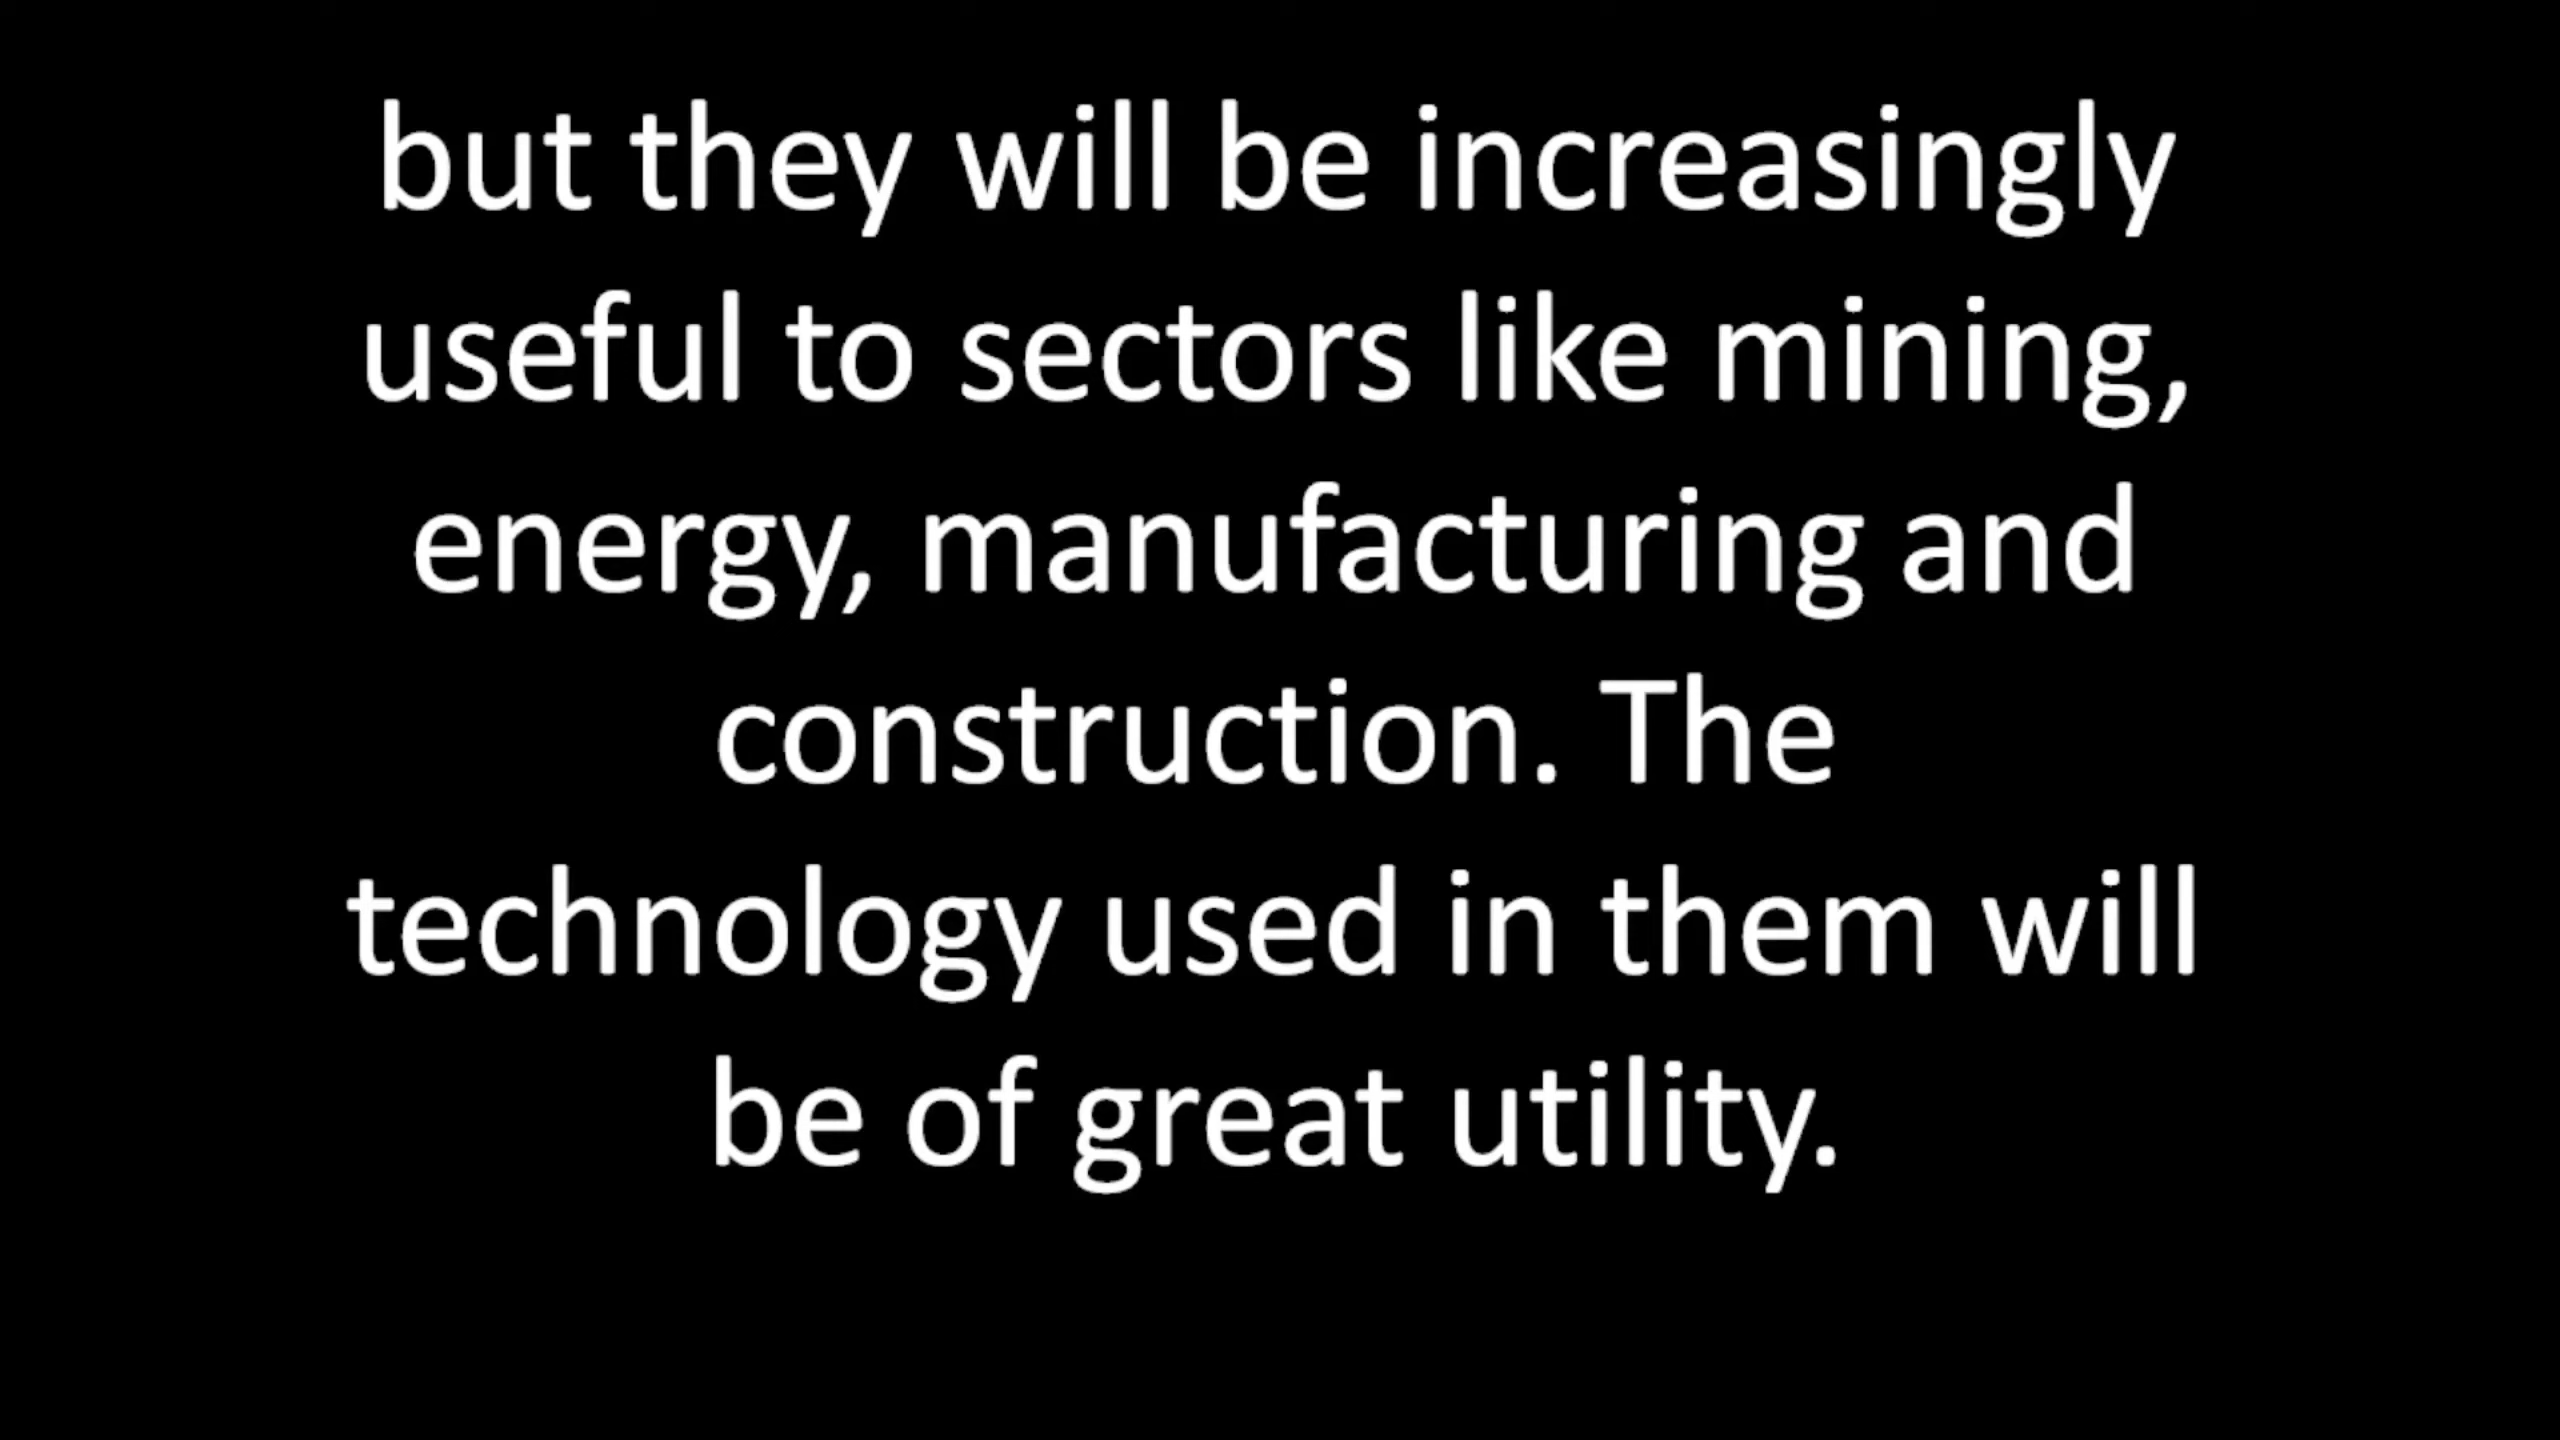 but they will be increasingly
useful to sectors like mining,
energy, manufacturing and
construction. The
technology used in them will
be of great utility.